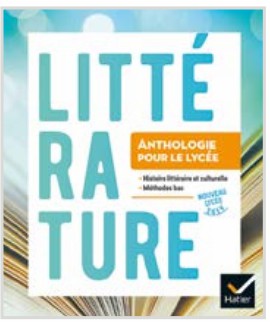 LITTÉ
RA
TURE
ANTHOLOGIE
POUR LE LYCÉE
- Histoire littéraire et culturelle
- Méthodes bac
NOUVEAU
LYCÉE
Hatier